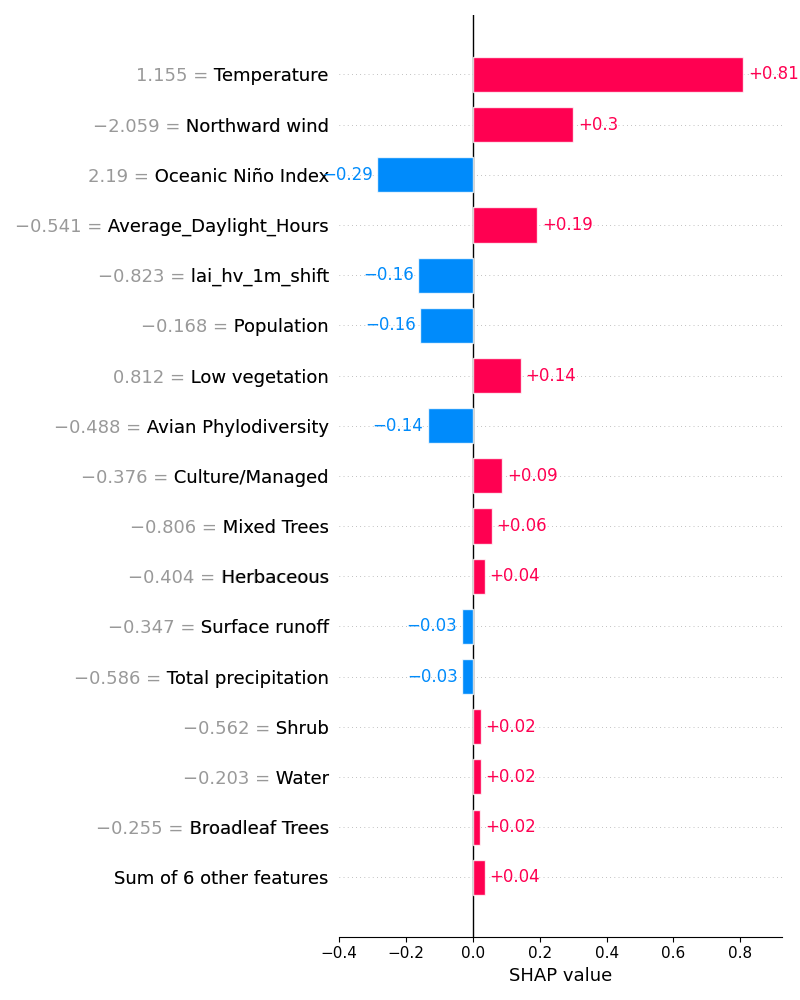 1.155 = Temperature +0.81
−2.059 = Northward wind +0.3
2.19 = Oceanic Niño Index −0.29
−0.541 = Average_Daylight_Hours +0.19
−0.823 = lai_hv_1m_shift −0.16
−0.168 = Population −0.16
0.812 = Low vegetation +0.14
−0.488 = Avian Phylodiversity −0.14
−0.376 = Culture/Managed +0.09
−0.806 = Mixed Trees +0.06
−0.404 = Herbaceous +0.04
−0.347 = Surface runoff −0.03
−0.586 = Total precipitation −0.03
−0.562 = Shrub +0.02
−0.203 = Water +0.02
−0.255 = Broadleaf Trees +0.02
Sum of 6 other features +0.04
−0.4 −0.2 0.0 0.2 0.4 0.6 0.8
SHAP value